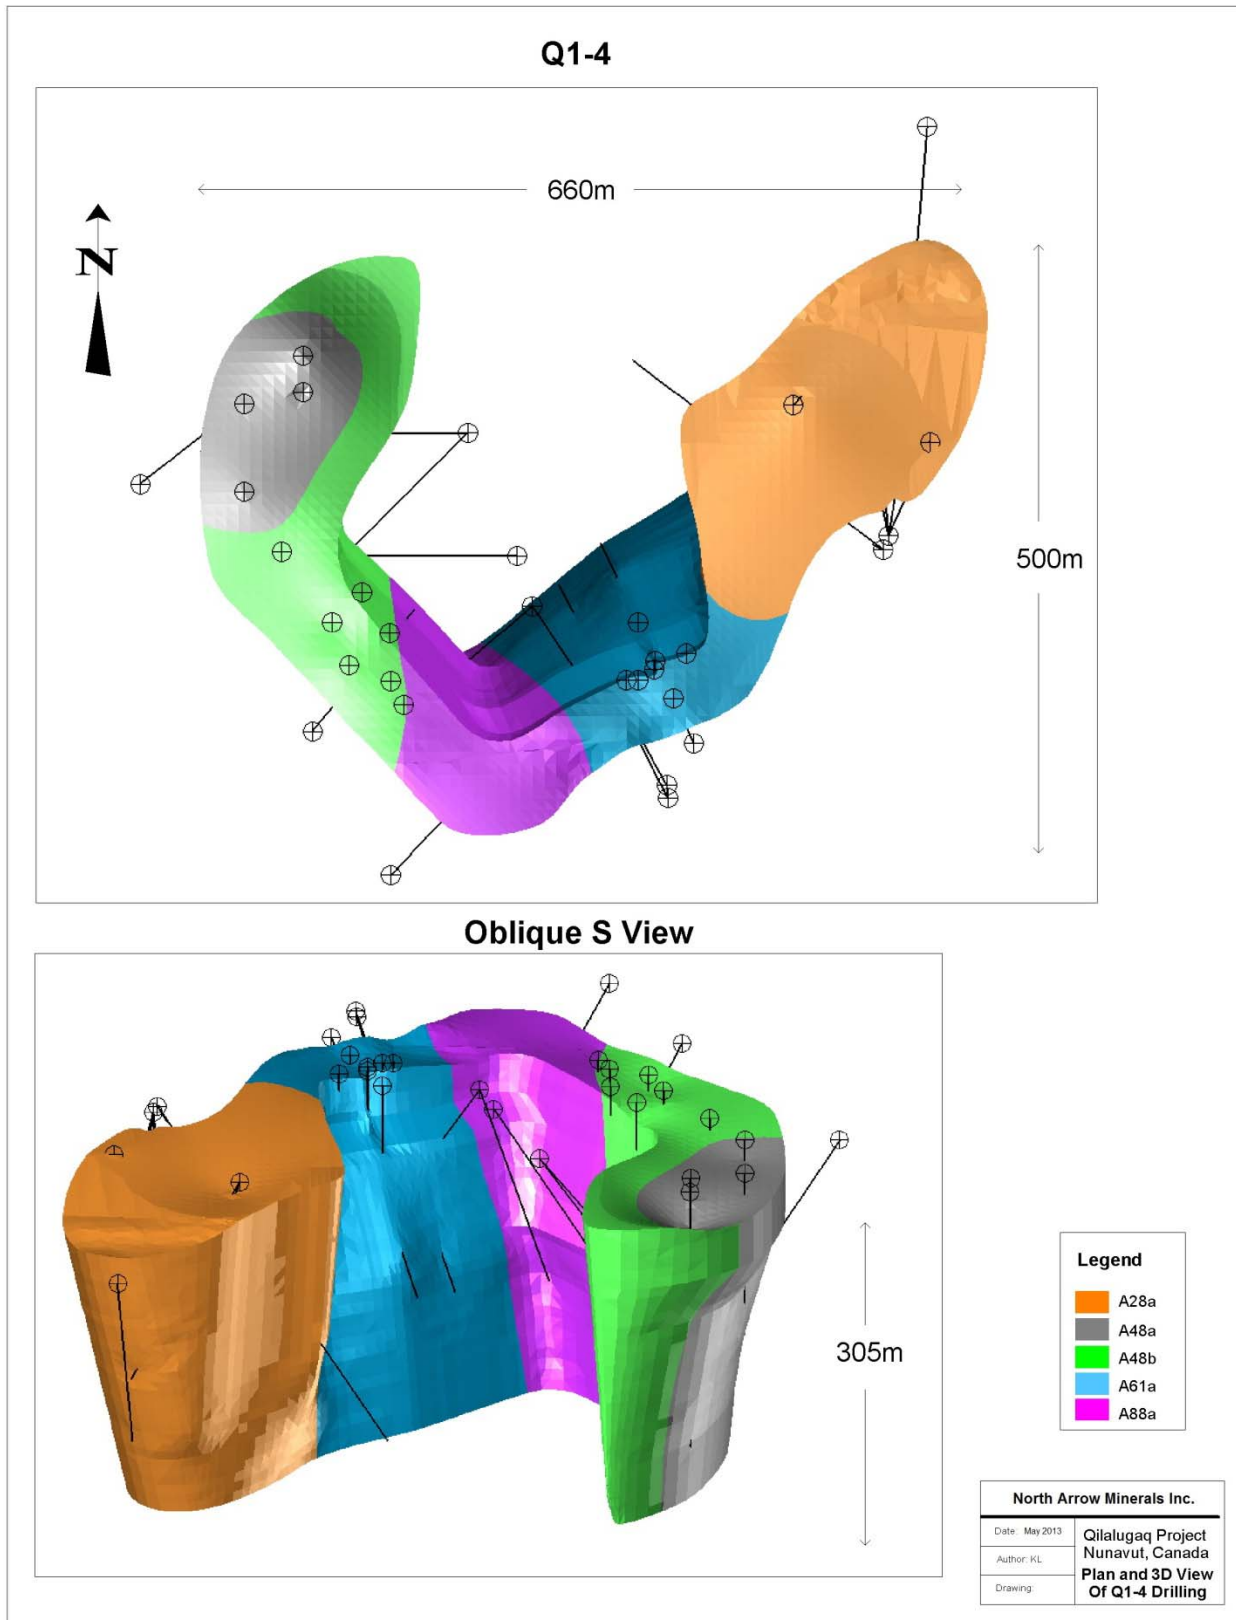 Q1-4
660m
N
500m
Oblique S View
305m
Legend
A28a
A48a
A48b
A61a
A88a
North Arrow Minerals Inc.
Date: May 2013
Author: KL
Drawing:
Qilalugaq Project
Nunavut, Canada
Plan and 3D View
Of Q1-4 Drilling